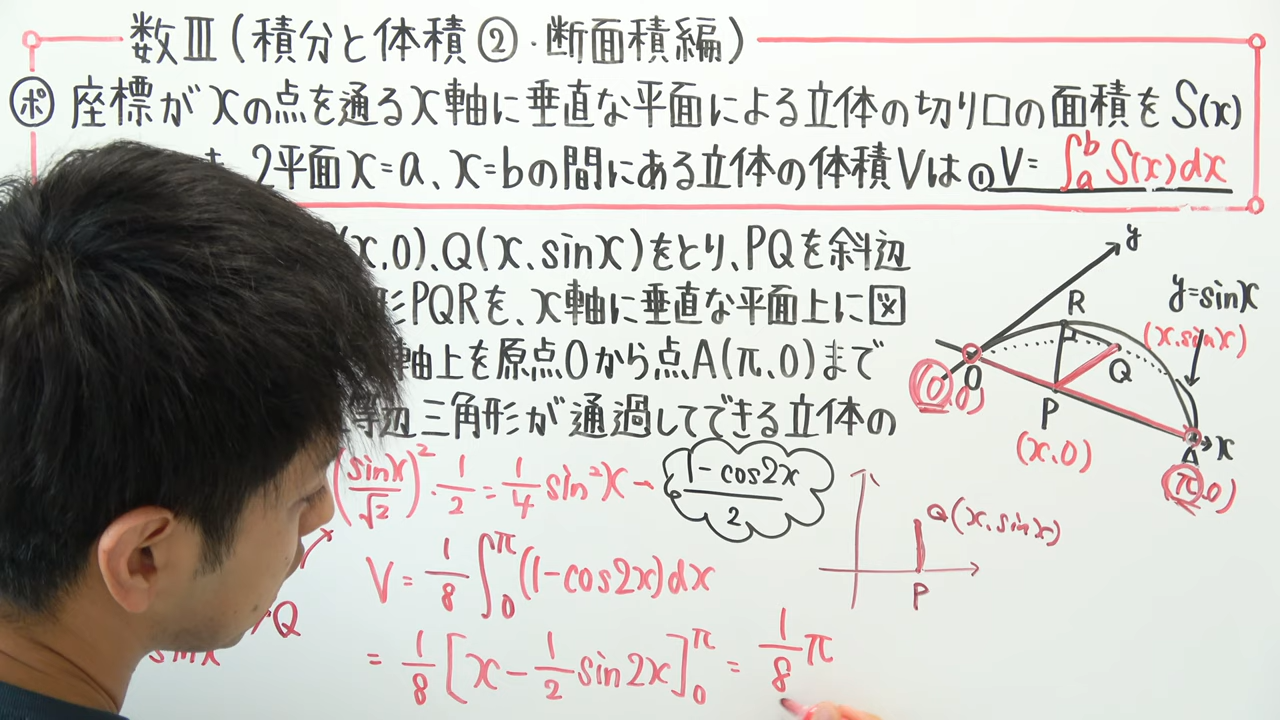 数Ⅲ(積分と体積②・断面積編)
ポ 座標がxの点を通るx軸に垂直な平面による立体の切り口の面積をS(x)
2平面x=a、x=bの間にある立体の体積Vは①V=∫_a^b S(x)dx
(x,0)、Q(x,sinx)をとり、PQを斜辺
形PQRを、x軸に垂直な平面上に図
軸上を原点Oから点A(π,0)まで
等辺三角形が通過してできる立体の
y
y=sinx
R
(x,sinx)
O
Q
(0,0)
P
A
x
(x,0)
(π,0)
(sinx/√2)²・1/2=1/4 sin²x→
1-cos2x/2
Q(x,sinx)
P
V=1/8∫_0^π(1-cos2x)dx
Q
sinx
=1/8[x-1/2 sin2x]_0^π=1/8 π